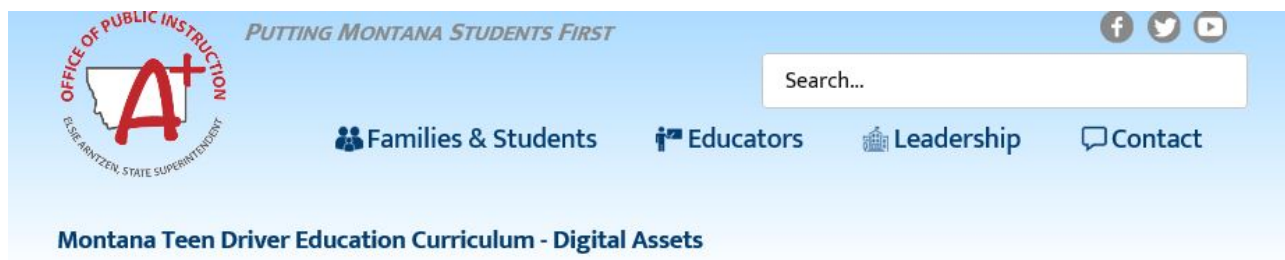 OFFICE OF PUBLIC INSTRUCTION
A+
ELSIE ARNTZEN, STATE SUPERINTENDENT
PUTTING MONTANA STUDENTS FIRST
Search...
Families & Students Educators Leadership Contact
Montana Teen Driver Education Curriculum - Digital Assets